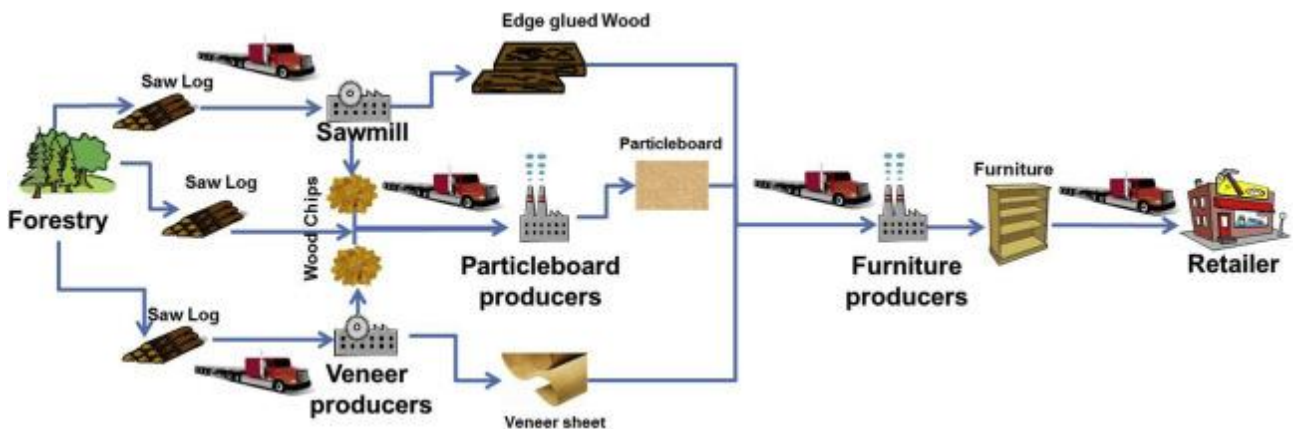 Edge glued Wood
Saw Log
Sawmill
Particleboard
Saw Log
Furniture
Forestry
Wood Chips
Particleboard
producers
Furniture
producers
Retailer
Saw Log
Veneer
producers
Veneer sheet